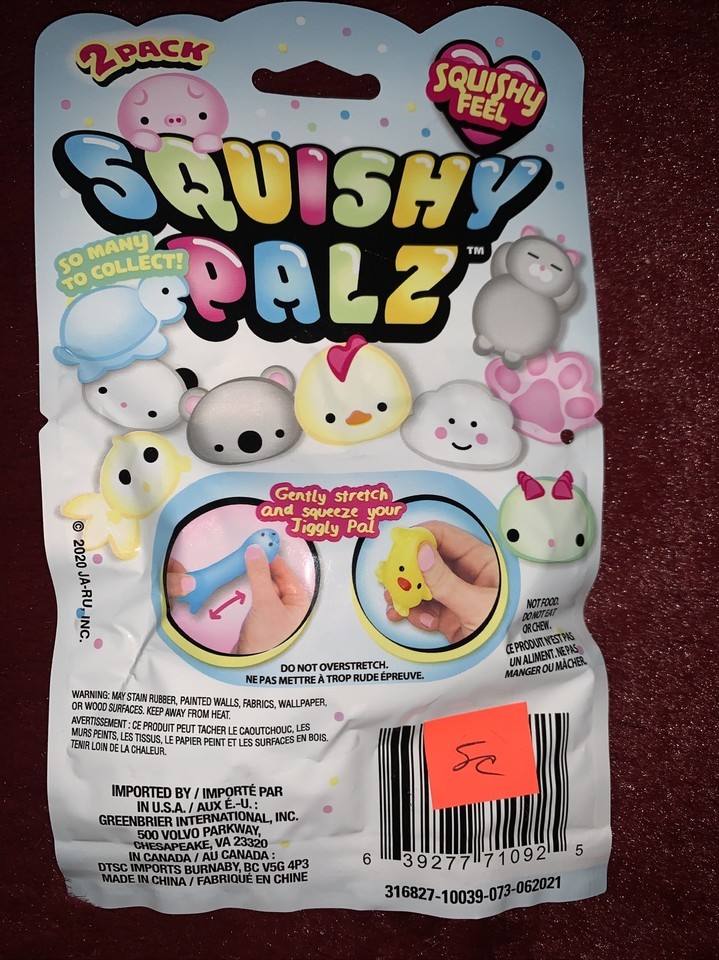 2 PACK
SQUISHY
FEEL
SQUISHY
PALZ™
SO MANY
TO COLLECT!
Gently stretch
and squeeze your
Jiggly Pal
© 2020 JA-RU, INC.
NOT FOOD.
DO NOT EAT
OR CHEW.
CE PRODUIT N'EST PAS
UN ALIMENT. NE PAS
MANGER OU MÂCHER.
DO NOT OVERSTRETCH.
NE PAS METTRE À TROP RUDE ÉPREUVE.
WARNING: MAY STAIN RUBBER, PAINTED WALLS, FABRICS, WALLPAPER,
OR WOOD SURFACES. KEEP AWAY FROM HEAT.
AVERTISSEMENT : CE PRODUIT PEUT TACHER LE CAOUTCHOUC, LES
MURS PEINTS, LES TISSUS, LE PAPIER PEINT ET LES SURFACES EN BOIS.
TENIR LOIN DE LA CHALEUR.
IMPORTED BY / IMPORTÉ PAR
IN U.S.A. / AUX É.-U. :
GREENBRIER INTERNATIONAL, INC.
500 VOLVO PARKWAY,
CHESAPEAKE, VA 23320
IN CANADA / AU CANADA :
DTSC IMPORTS BURNABY, BC V5G 4P3
MADE IN CHINA / FABRIQUÉ EN CHINE
6 39277 71092 5
316827-10039-073-062021